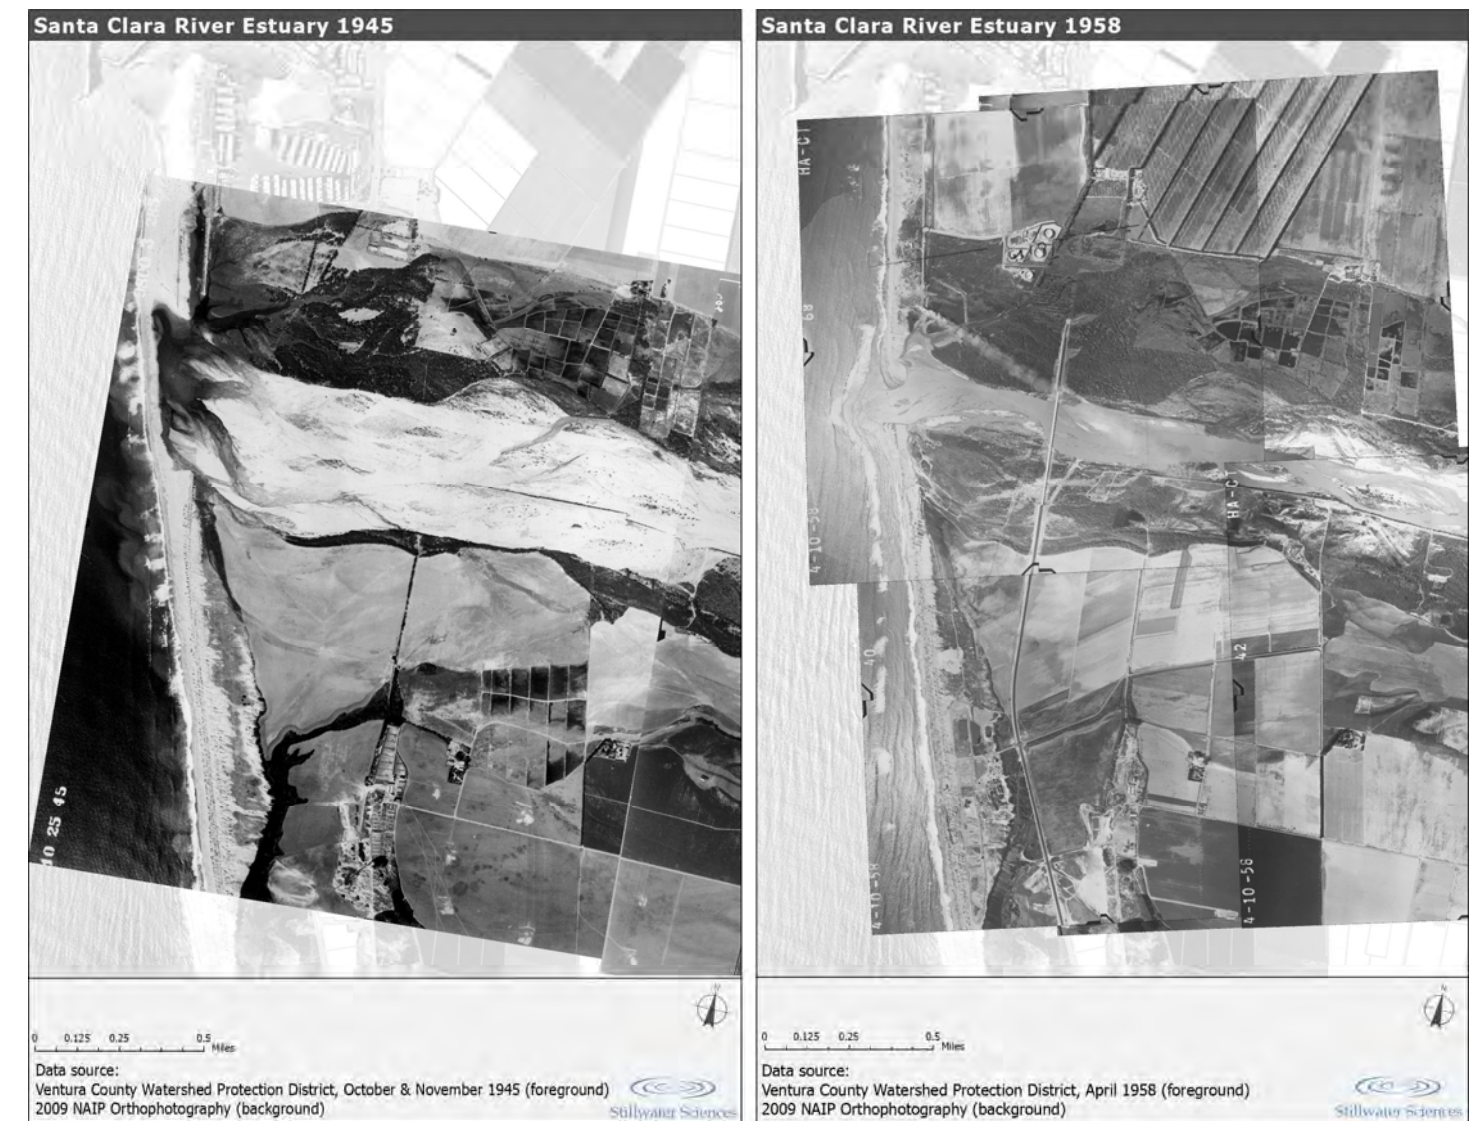 Santa Clara River Estuary 1945
10 25 45
N
0 0.125 0.25 0.5
Miles
Data source:
Ventura County Watershed Protection District, October & November 1945 (foreground)
2009 NAIP Orthophotography (background)
Stillwater Sciences
Santa Clara River Estuary 1958
HA-CT
68
4-10-58
HA-C
40
42
4-10-58
4-10-58
N
0 0.125 0.25 0.5
Miles
Data source:
Ventura County Watershed Protection District, April 1958 (foreground)
2009 NAIP Orthophotography (background)
Stillwater Sciences